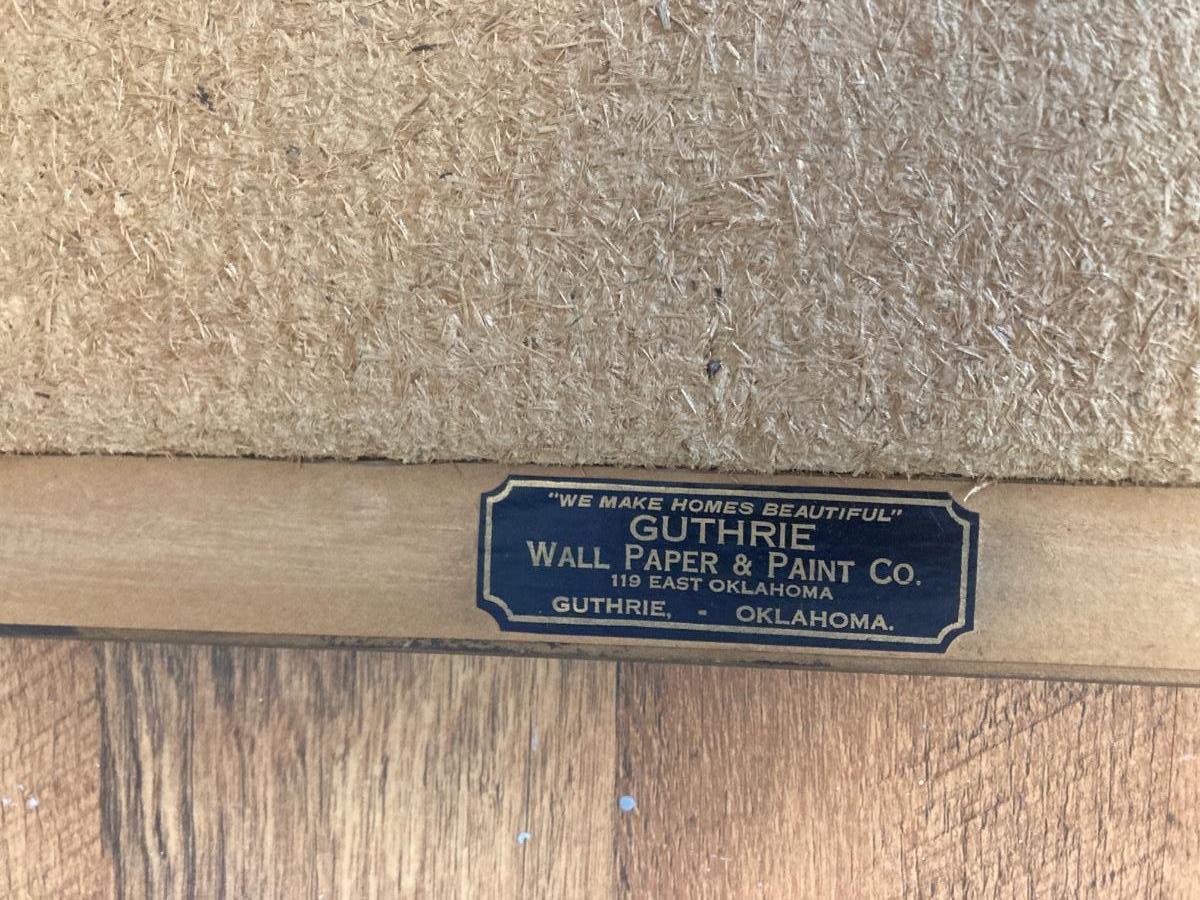 "WE MAKE HOMES BEAUTIFUL"
GUTHRIE
WALL PAPER & PAINT CO.
119 EAST OKLAHOMA
GUTHRIE, - OKLAHOMA.